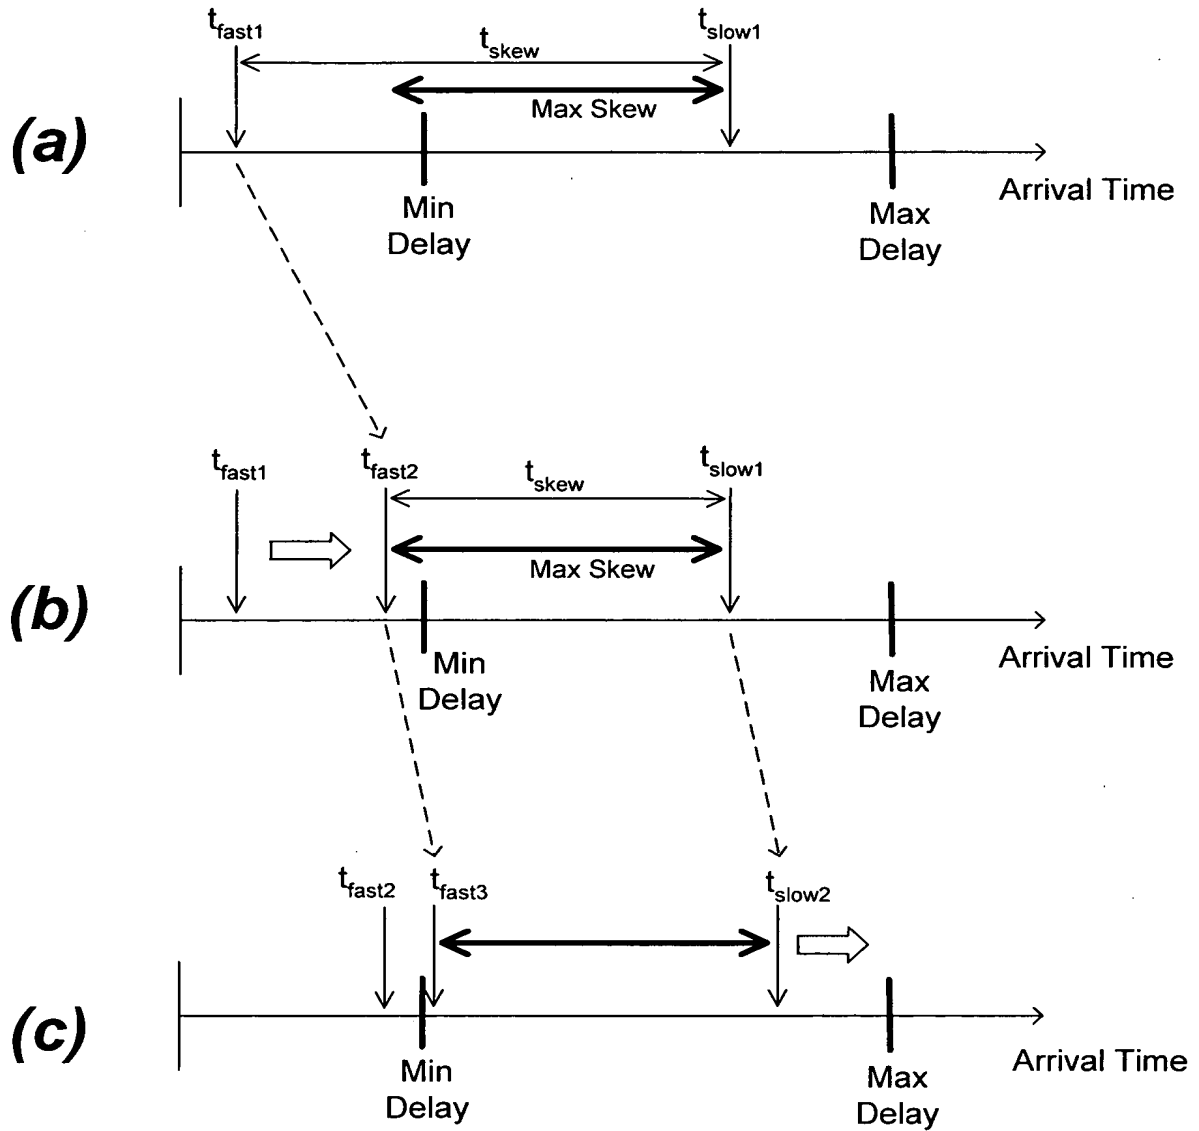 t_fast1
t_slow1
t_skew
Max Skew
(a)
Arrival Time
Min
Delay
Max
Delay
t_fast1
t_fast2
t_skew
t_slow1
Max Skew
(b)
Arrival Time
Min
Delay
Max
Delay
t_fast2
t_fast3
t_slow2
(c)
Arrival Time
Min
Delay
Max
Delay